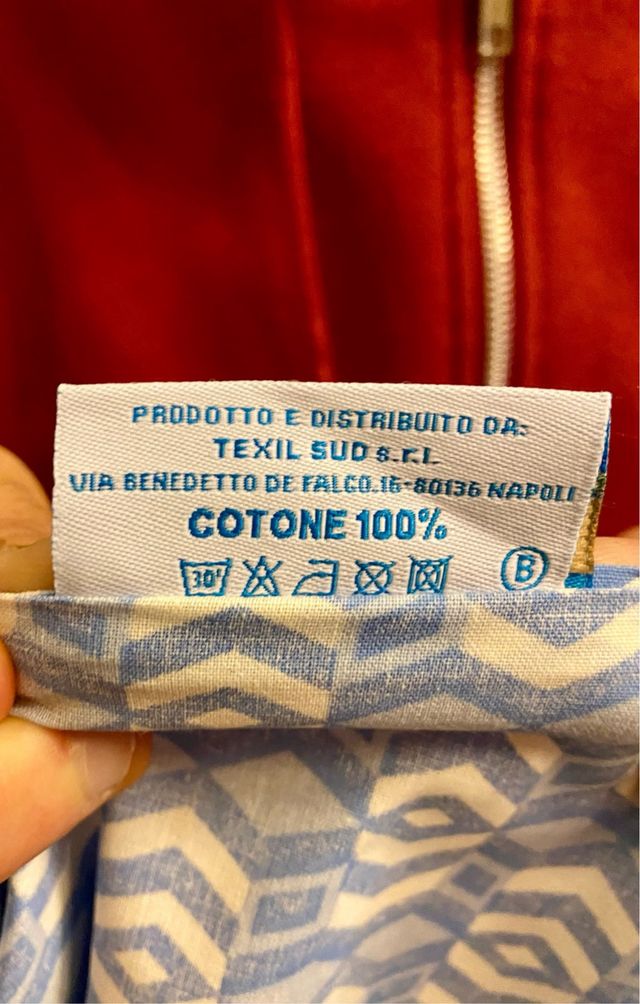 PRODOTTO E DISTRIBUITO DA:
TEXIL SUD s.r.l.
VIA BENEDETTO DE FALCO.16-80136 NAPOLI
COTONE 100%
30° B